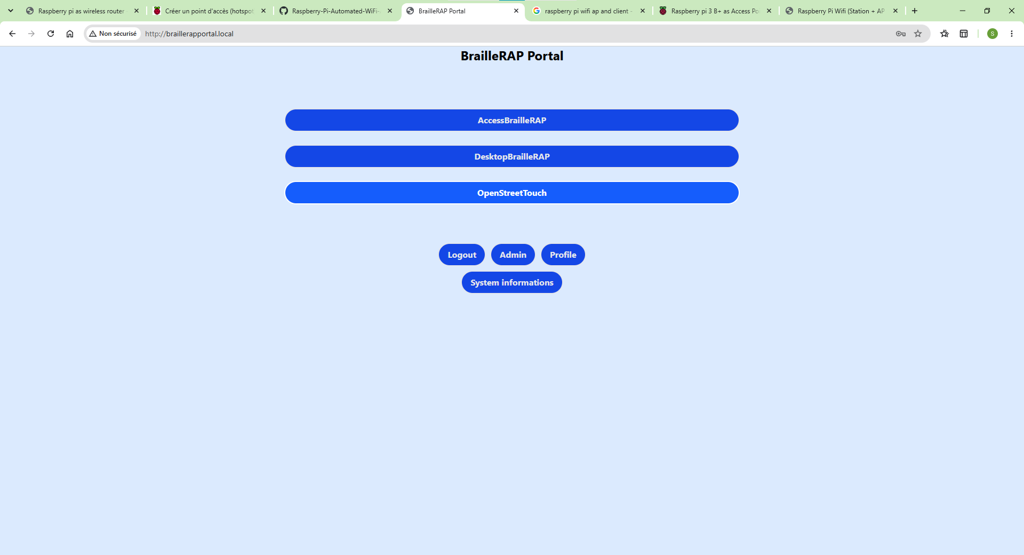 Raspberry pi as wireless router
Créer un point d'accès (hotspo
Raspberry-Pi-Automated-WiFi-
BrailleRAP Portal
raspberry pi wifi ap and client -
Raspberry pi 3 B+ as Access Po
Raspberry Pi Wifi (Station + AP
Non sécurisé
http://braillerapportal.local
S
BrailleRAP Portal
AccessBrailleRAP
DesktopBrailleRAP
OpenStreetTouch
Logout
Admin
Profile
System informations